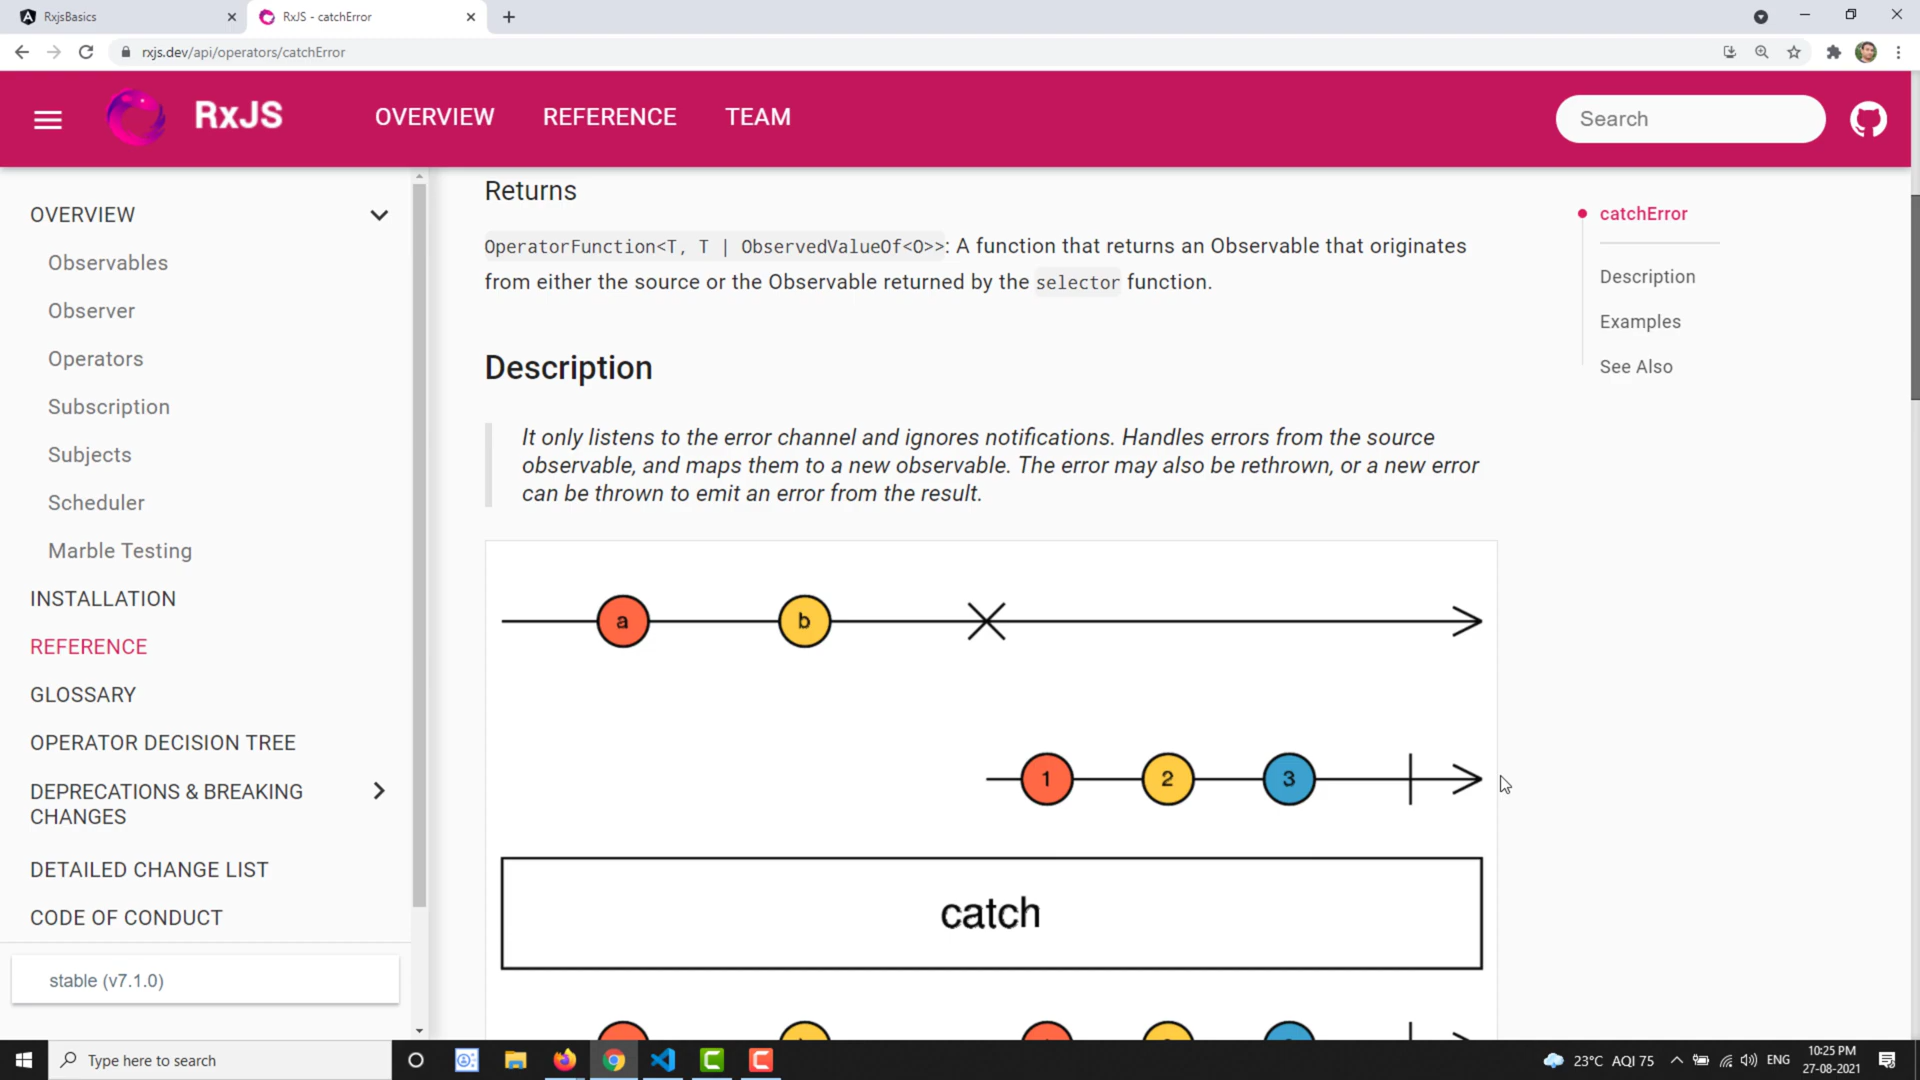 RxjsBasics
RxJS - catchError
rxjs.dev/api/operators/catchError
RxJS
OVERVIEW
REFERENCE
TEAM
Search
OVERVIEW
Observables
Observer
Operators
Subscription
Subjects
Scheduler
Marble Testing
INSTALLATION
REFERENCE
GLOSSARY
OPERATOR DECISION TREE
DEPRECATIONS & BREAKING
CHANGES
DETAILED CHANGE LIST
CODE OF CONDUCT
stable (v7.1.0)
Returns
OperatorFunction<T, T | ObservedValueOf<O>>: A function that returns an Observable that originates
from either the source or the Observable returned by the selector function.
Description
It only listens to the error channel and ignores notifications. Handles errors from the source
observable, and maps them to a new observable. The error may also be rethrown, or a new error
can be thrown to emit an error from the result.
a b
1 2 3
catch
catchError
Description
Examples
See Also
Type here to search
23°C AQI 75
ENG
10:25 PM
27-08-2021